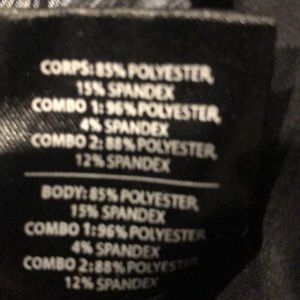 CORPS: 85% POLYESTER,
15% SPANDEX
COMBO 1: 96% POLYESTER,
4% SPANDEX
COMBO 2: 88% POLYESTER,
12% SPANDEX
BODY: 85% POLYESTER,
15% SPANDEX
COMBO 1: 96% POLYESTER,
4% SPANDEX
COMBO 2: 88% POLYESTER,
12% SPANDEX